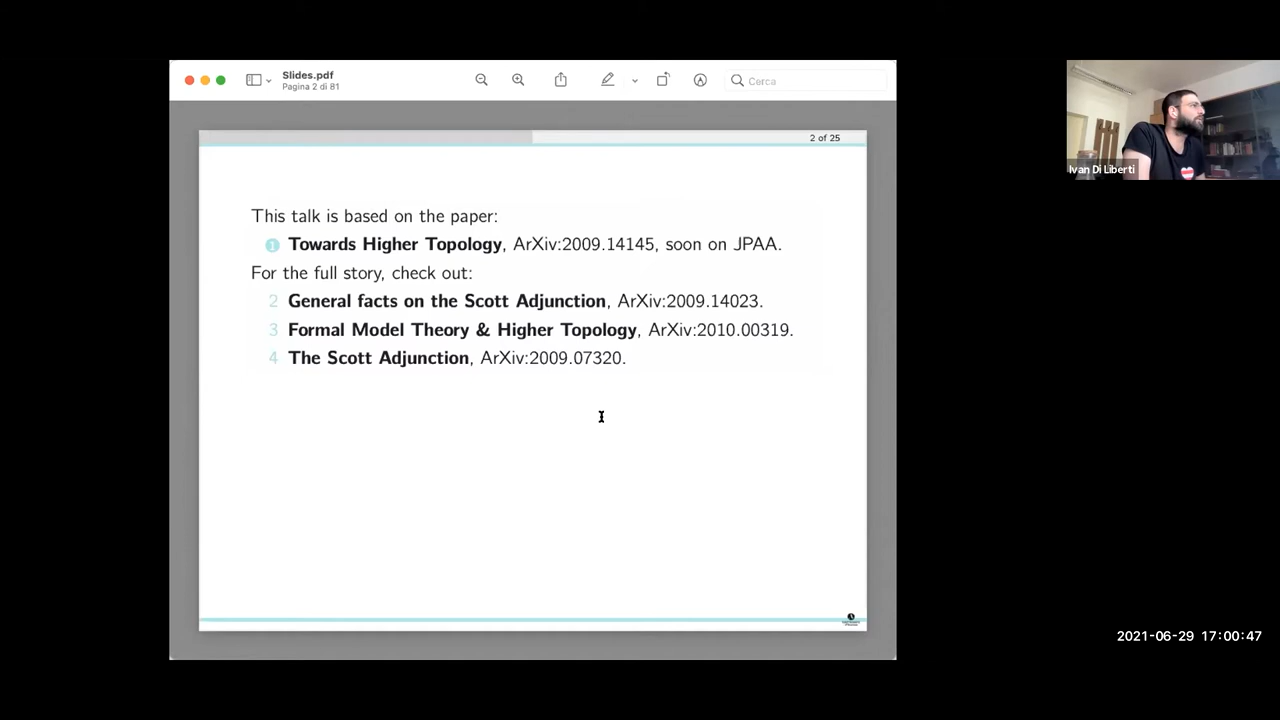 Slides.pdf
Pagina 2 di 81
Cerca
2 of 25
This talk is based on the paper:
1 Towards Higher Topology, ArXiv:2009.14145, soon on JPAA.
For the full story, check out:
2 General facts on the Scott Adjunction, ArXiv:2009.14023.
3 Formal Model Theory & Higher Topology, ArXiv:2010.00319.
4 The Scott Adjunction, ArXiv:2009.07320.
Ivan Di Liberti
2021-06-29 17:00:47